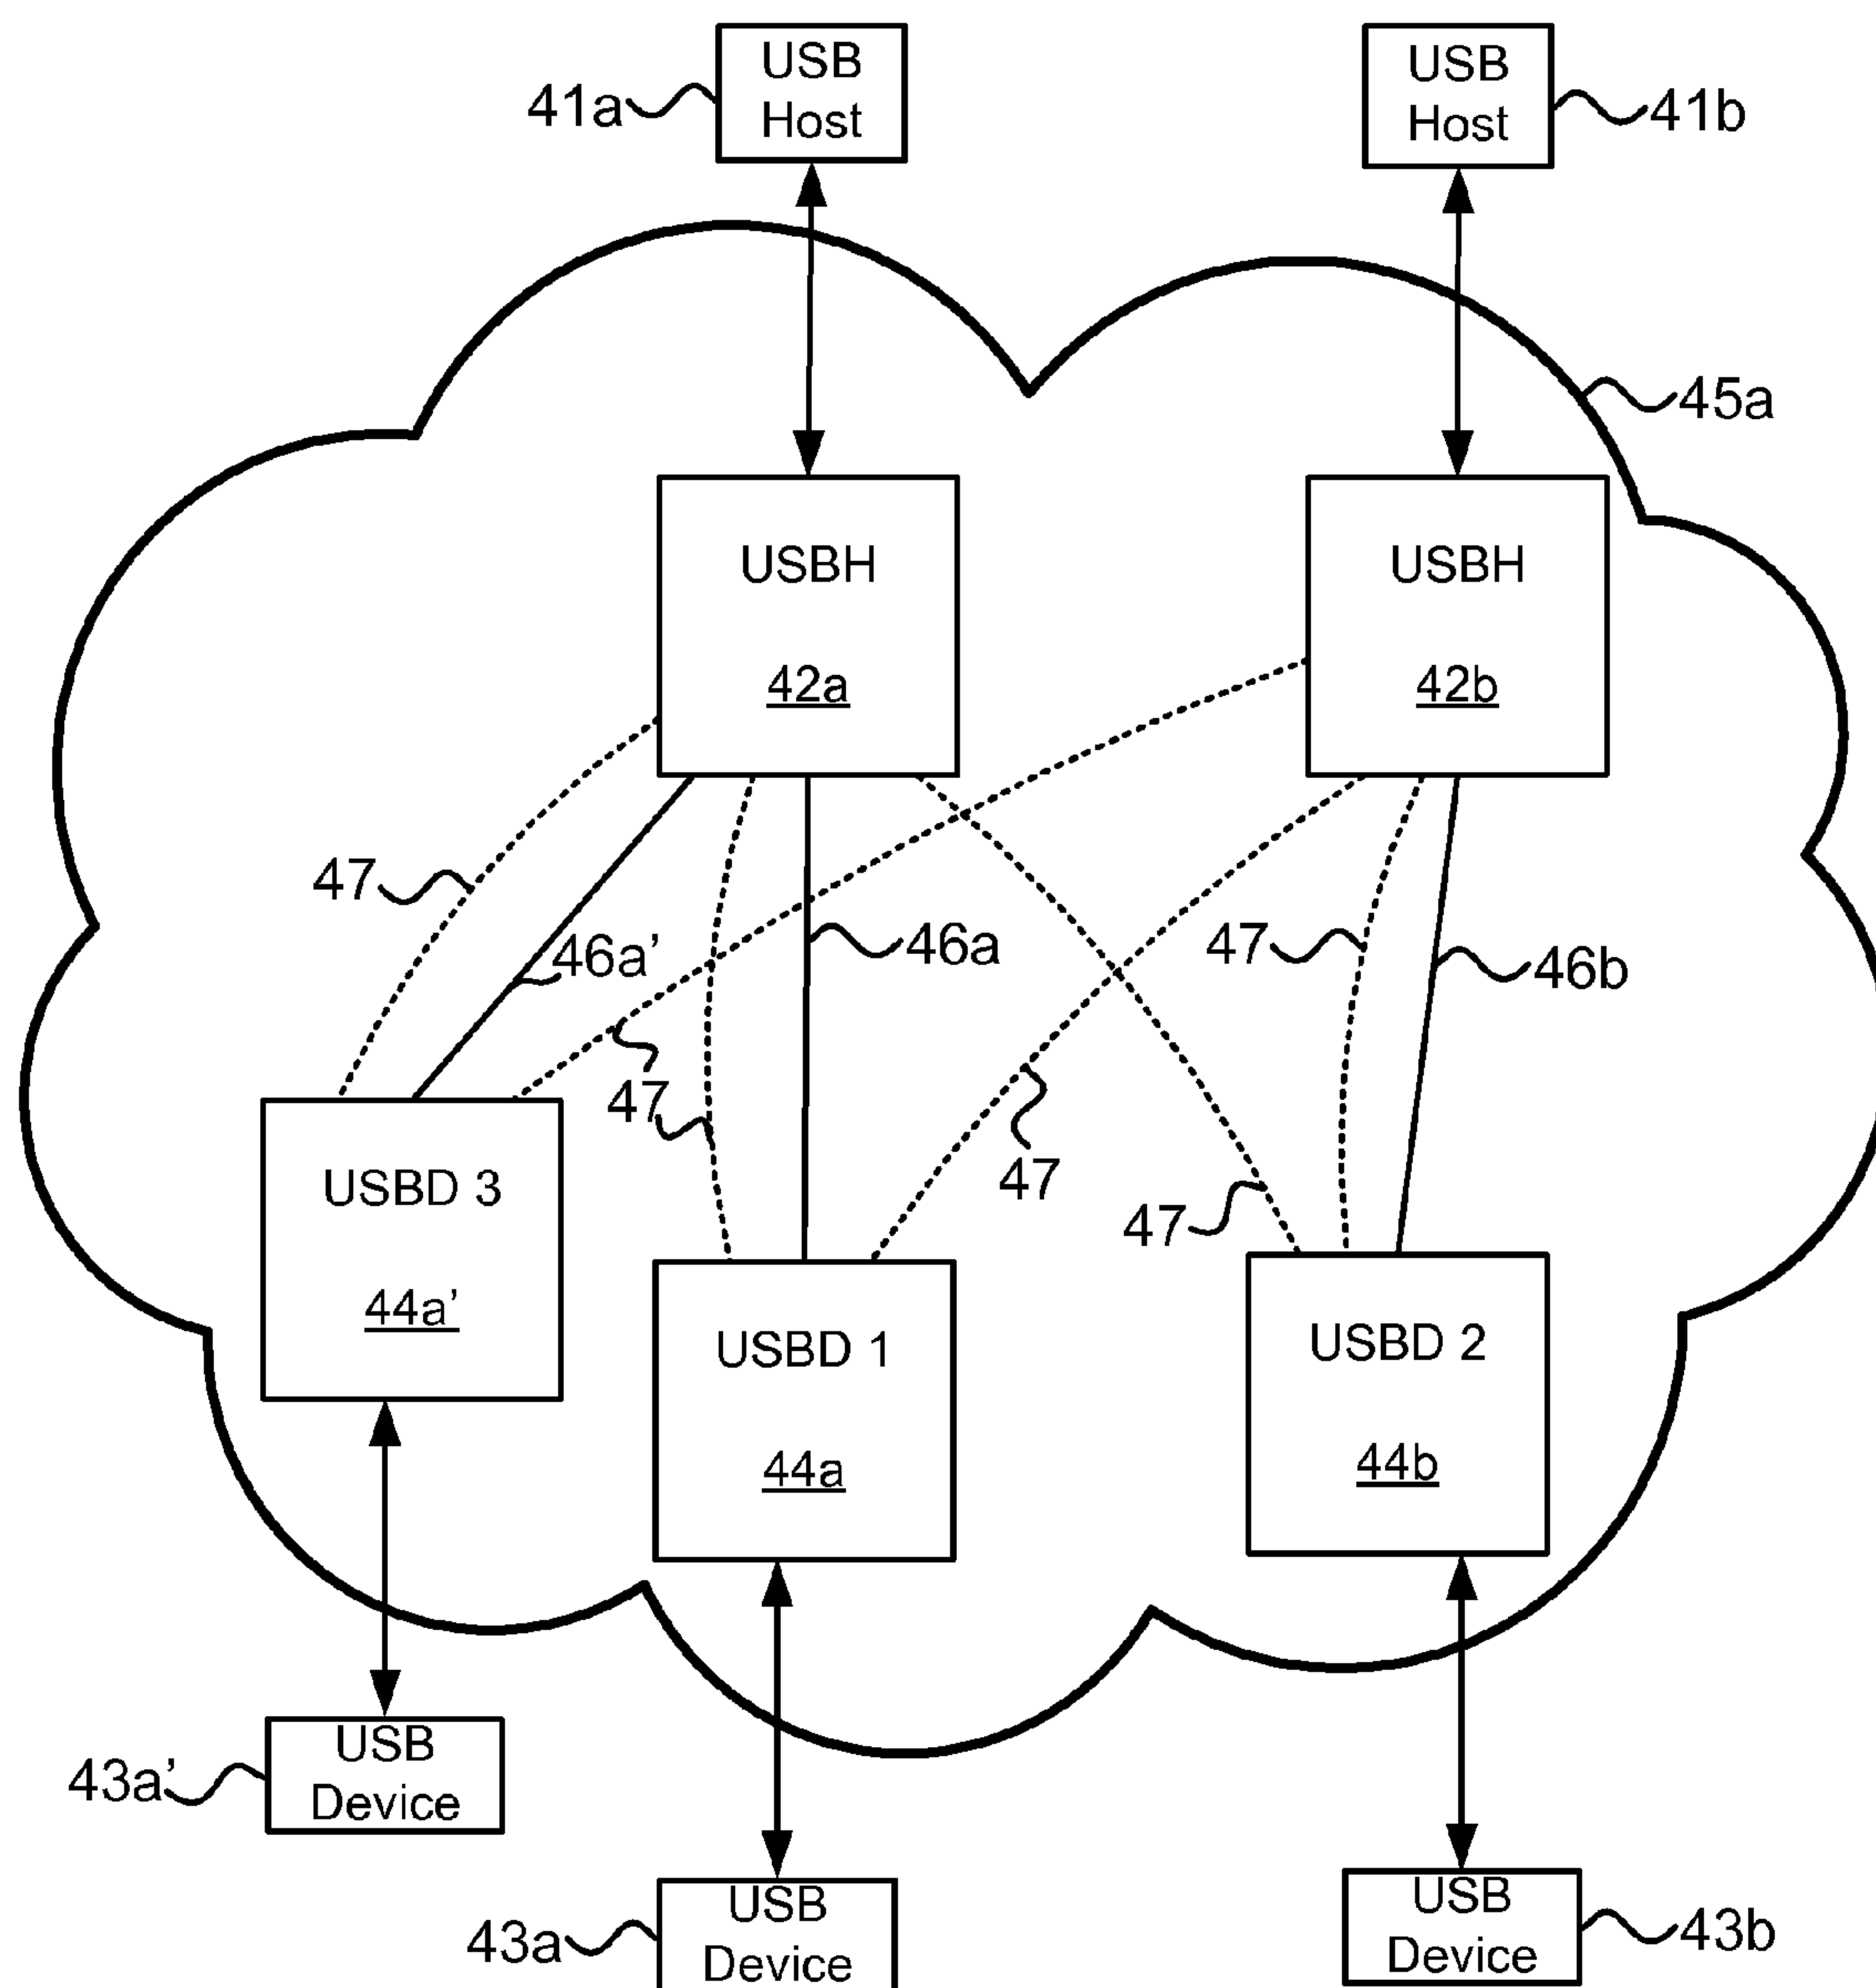 USB
Host
41a
USB
Host
41b
45a
USBH
42a
USBH
42b
47
46a’
46a
47
46b
47
47
47
USBD 3
44a’
USBD 1
44a
USBD 2
44b
43a’
USB
Device
43a
USB
Device
USB
Device
43b